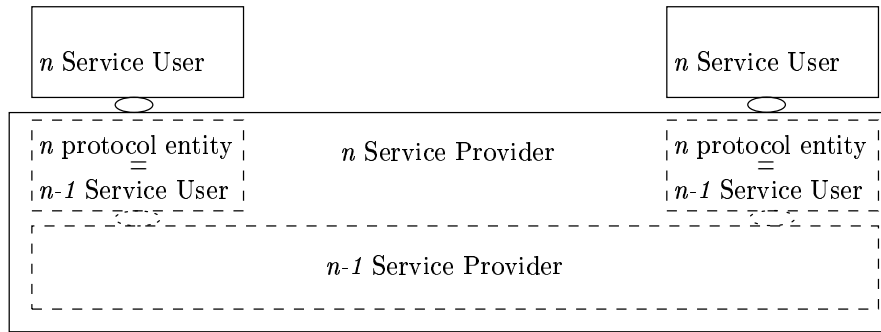 n Service User
n Service User
n protocol entity
=
n-1 Service User
n Service Provider
n protocol entity
=
n-1 Service User
n-1 Service Provider